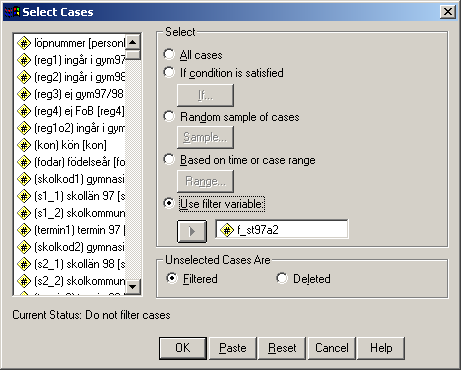 Select Cases
löpnummer [personl
(reg1) ingår i gym97
(reg2) ingår i gym98
(reg3) ej gym97/98
(reg4) ej FoB [reg4]
(reg1o2) ingår i gym
(kon) kön [kon]
(fodar) födelseår [fo
(skolkod1) gymnasi
(s1_1) skollän 97 [s
(s1_2) skolkommun
(termin1) termin 97 [
(skolkod2) gymnasi
(s2_1) skollän 98 [s
(s2_2) skolkommun
Select
All cases
If condition is satisfied
If...
Random sample of cases
Sample...
Based on time or case range
Range...
Use filter variable:
f_st97a2
Unselected Cases Are
Filtered
Deleted
Current Status: Do not filter cases
OK
Paste
Reset
Cancel
Help